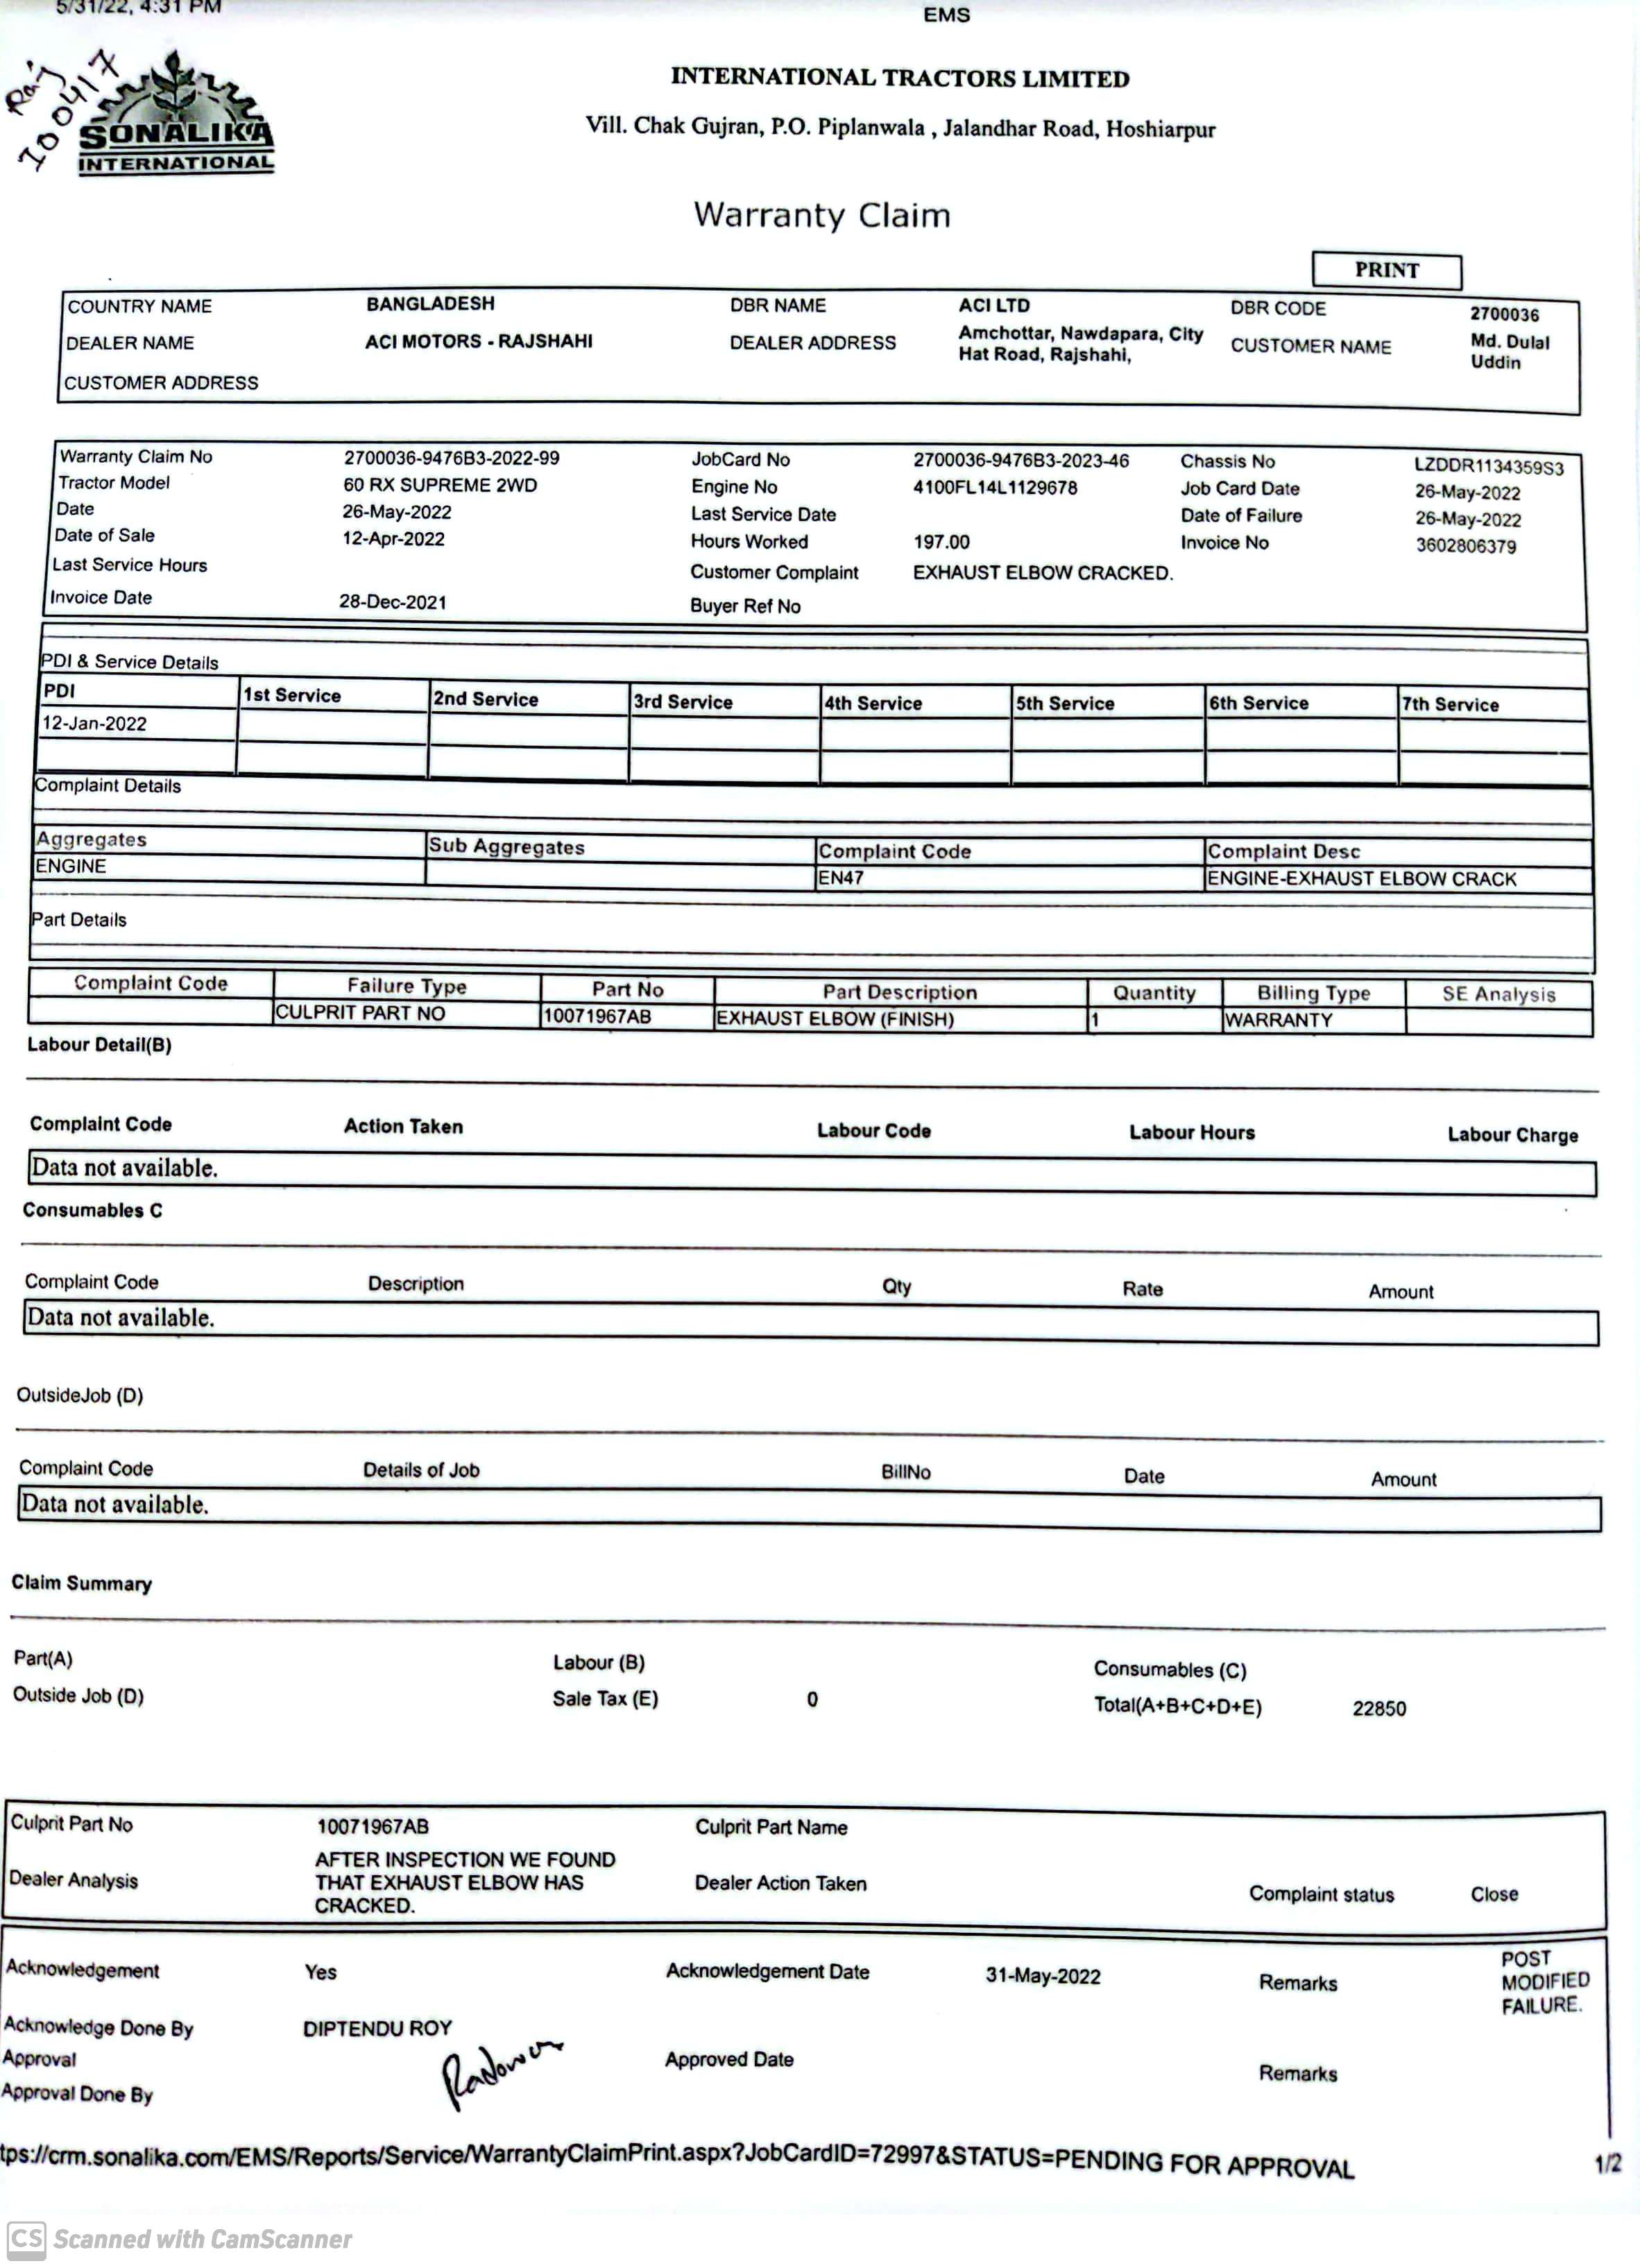 5/31/22, 4:31 PM
EMS
Raj
I00417
SONALIKA
INTERNATIONAL
INTERNATIONAL TRACTORS LIMITED
Vill. Chak Gujran, P.O. Piplanwala , Jalandhar Road, Hoshiarpur
Warranty Claim
PRINT
COUNTRY NAME BANGLADESH DBR NAME ACI LTD DBR CODE 2700036
DEALER NAME ACI MOTORS - RAJSHAHI DEALER ADDRESS Amchottar, Nawdapara, City CUSTOMER NAME Md. Dulal
Hat Road, Rajshahi, Uddin
CUSTOMER ADDRESS
Warranty Claim No 2700036-9476B3-2022-99 JobCard No 2700036-9476B3-2023-46 Chassis No LZDDR1134359S3
Tractor Model 60 RX SUPREME 2WD Engine No 4100FL14L1129678 Job Card Date 26-May-2022
Date 26-May-2022 Last Service Date Date of Failure 26-May-2022
Date of Sale 12-Apr-2022 Hours Worked 197.00 Invoice No 3602806379
Last Service Hours Customer Complaint EXHAUST ELBOW CRACKED.
Invoice Date 28-Dec-2021 Buyer Ref No
PDI & Service Details
PDI 1st Service 2nd Service 3rd Service 4th Service 5th Service 6th Service 7th Service
12-Jan-2022
Complaint Details
Aggregates Sub Aggregates Complaint Code Complaint Desc
ENGINE EN47 ENGINE-EXHAUST ELBOW CRACK
Part Details
Complaint Code Failure Type Part No Part Description Quantity Billing Type SE Analysis
CULPRIT PART NO 10071967AB EXHAUST ELBOW (FINISH) 1 WARRANTY
Labour Detail(B)
Complaint Code Action Taken Labour Code Labour Hours Labour Charge
Data not available.
Consumables C
Complaint Code Description Qty Rate Amount
Data not available.
OutsideJob (D)
Complaint Code Details of Job BillNo Date Amount
Data not available.
Claim Summary
Part(A) Labour (B) Consumables (C)
Outside Job (D) Sale Tax (E) 0 Total(A+B+C+D+E) 22850
Culprit Part No 10071967AB Culprit Part Name
Dealer Analysis AFTER INSPECTION WE FOUND
THAT EXHAUST ELBOW HAS
CRACKED. Dealer Action Taken Complaint status Close
Acknowledgement Yes Acknowledgement Date 31-May-2022 Remarks POST
MODIFIED
FAILURE.
Acknowledge Done By DIPTENDU ROY
Approval Approved Date Remarks
Approval Done By
tps://crm.sonalika.com/EMS/Reports/Service/WarrantyClaimPrint.aspx?JobCardID=72997&STATUS=PENDING FOR APPROVAL 1/2
CS Scanned with CamScanner